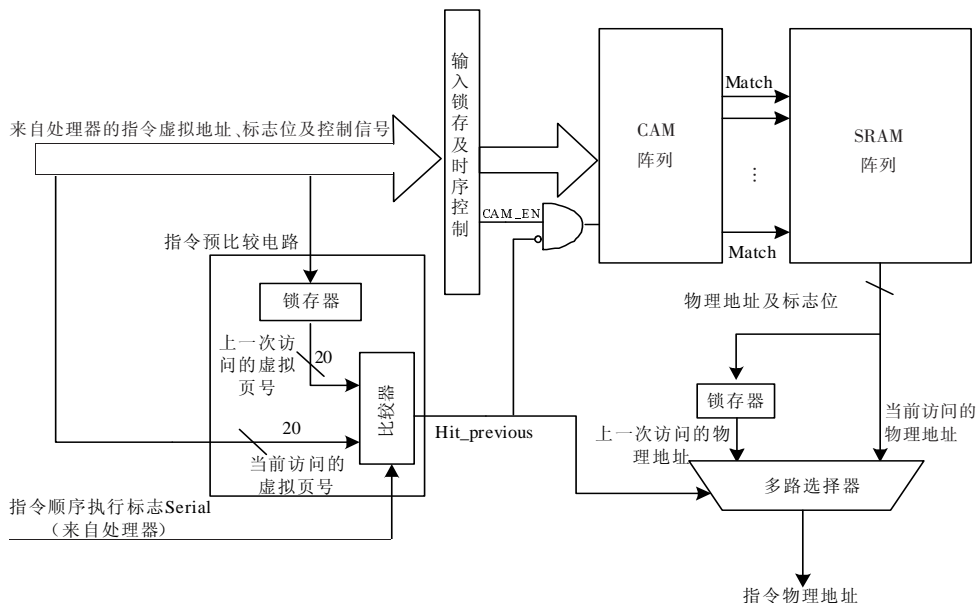 来自处理器的指令虚拟地址、标志位及控制信号
输入锁存及时序控制
CAM
阵列
Match
⋮
Match
SRAM
阵列
CAM_EN
指令预比较电路
锁存器
上一次访
问的虚拟
页号
20
比较器
20
当前访问的
虚拟页号
Hit_previous
指令顺序执行标志Serial
（来自处理器）
物理地址及标志位
锁存器
上一次访问的物
理地址
当前访问的
物理地址
多路选择器
指令物理地址